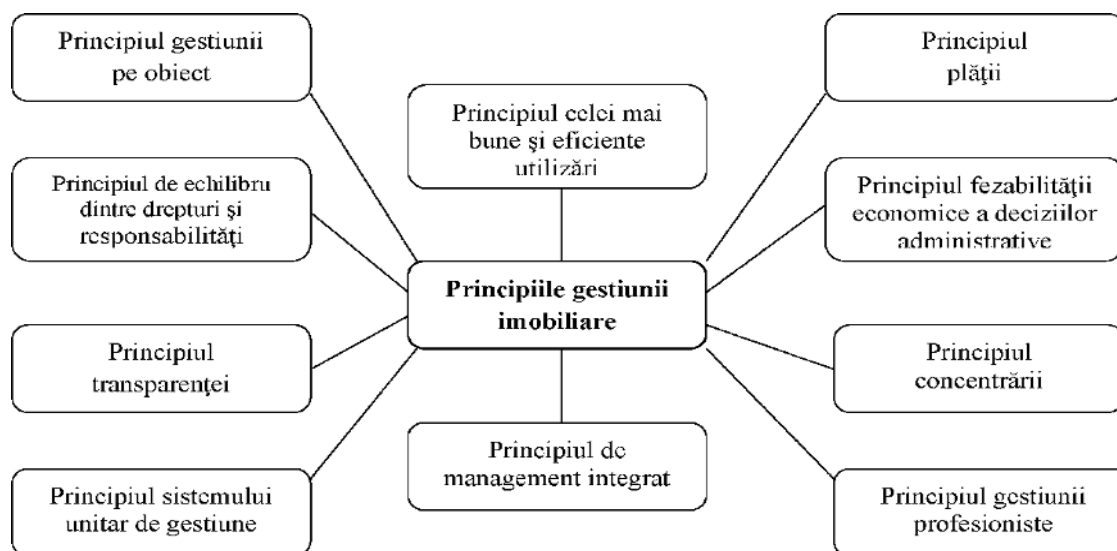 Principiul gestiunii
pe obiect
Principiul
plăţii
Principiul celei mai
bune şi eficiente
utilizări
Principiul de echilibru
dintre drepturi şi
responsabilităţi
Principiul fezabilităţii
economice a deciziilor
administrative
Principiile gestiunii
imobiliare
Principiul
transparenţei
Principiul
concentrării
Principiul de
management integrat
Principiul sistemului
unitar de gestiune
Principiul gestiunii
profesioniste